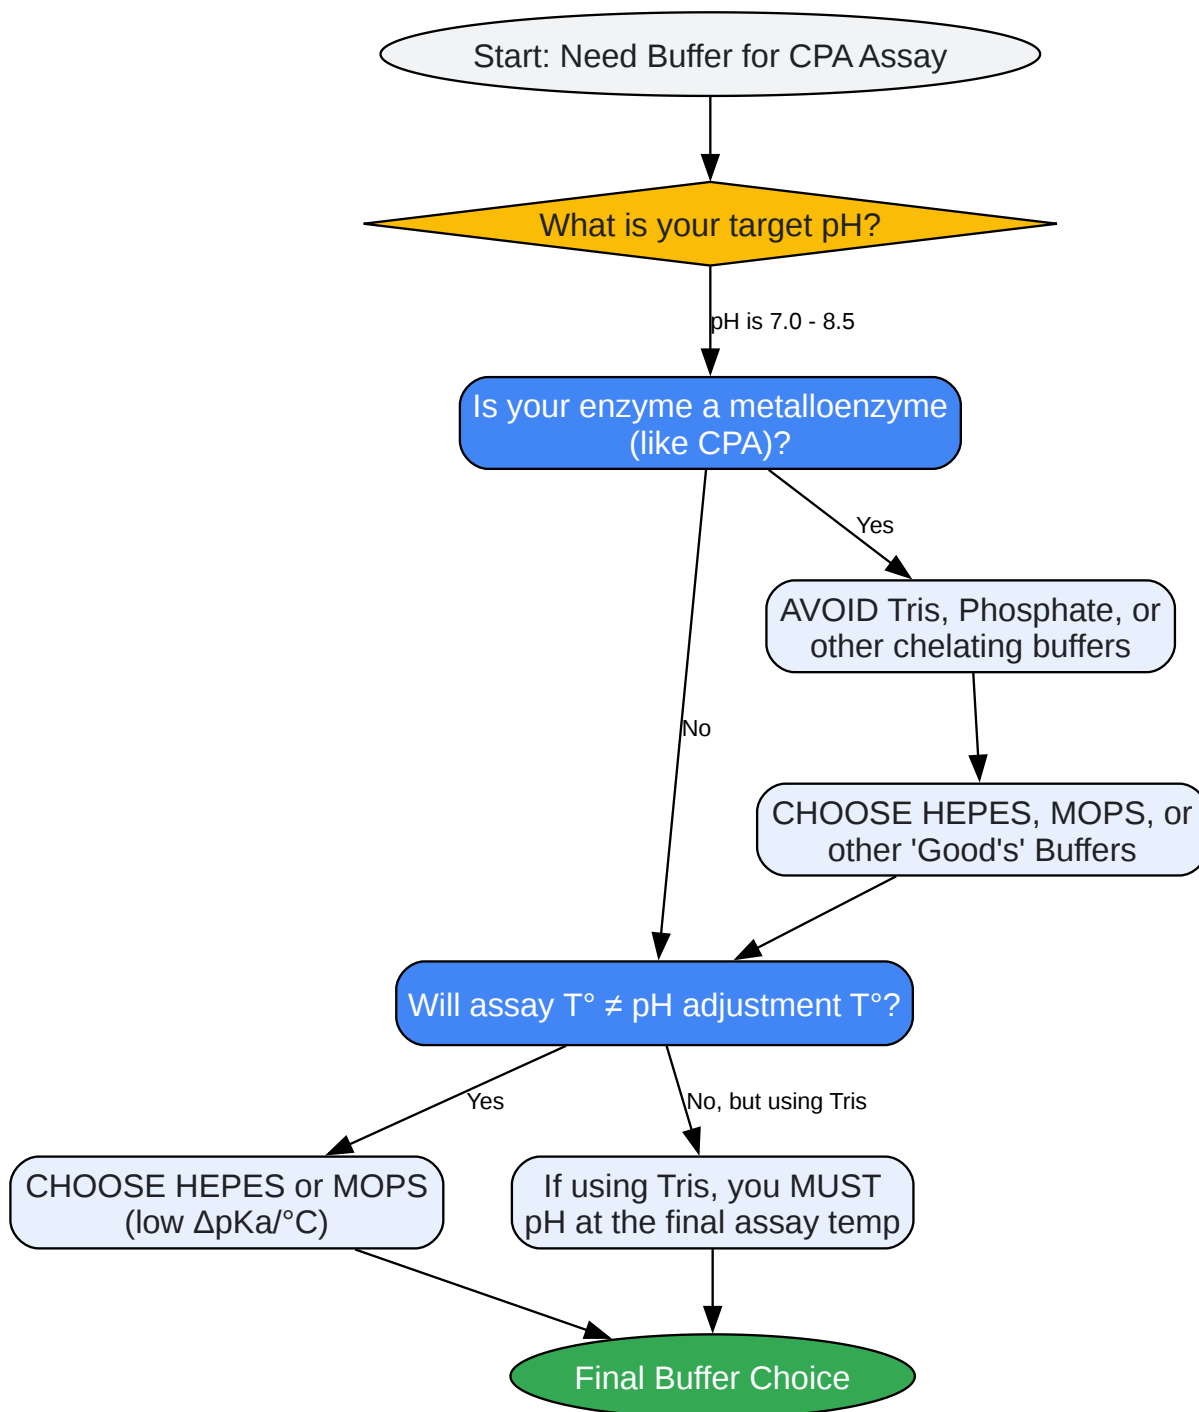 Start: Need Buffer for CPA Assay
What is your target pH?
pH is 7.0 - 8.5
Is your enzyme a metalloenzyme
(like CPA)?
Yes
AVOID Tris, Phosphate, or
other chelating buffers
No
CHOOSE HEPES, MOPS, or
other 'Good's' Buffers
Will assay T° ≠ pH adjustment T°?
Yes
No, but using Tris
CHOOSE HEPES or MOPS
(low ΔpKa/°C)
If using Tris, you MUST
pH at the final assay temp
Final Buffer Choice